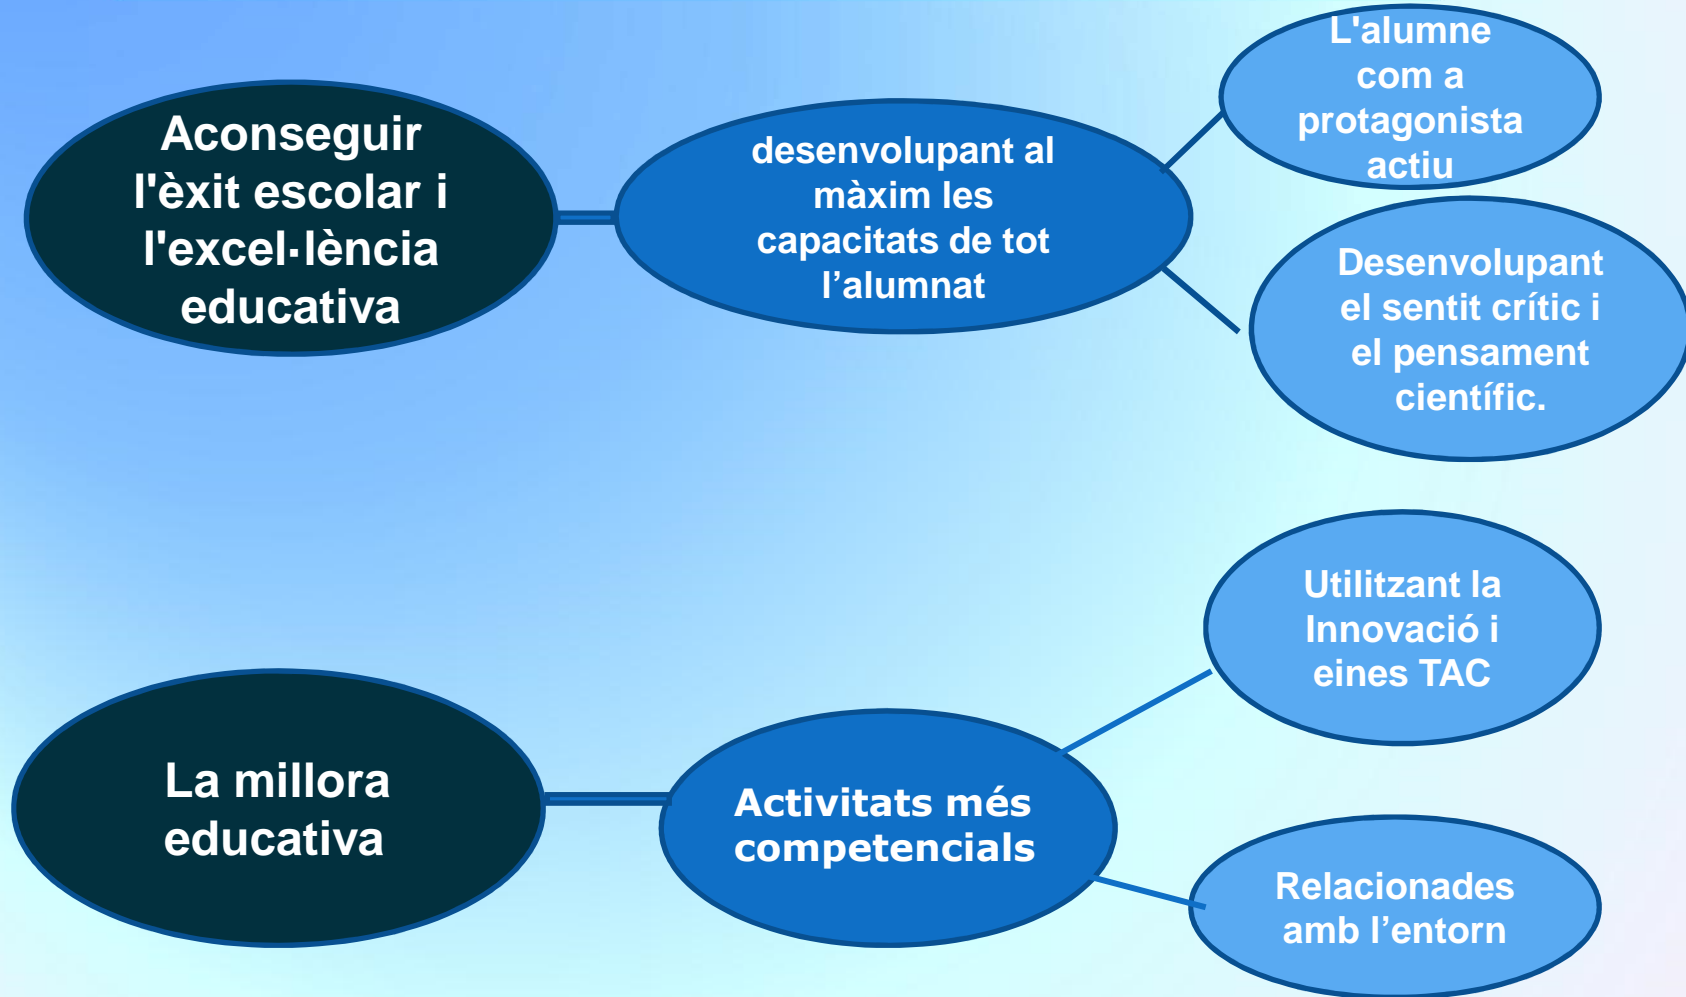 Aconseguir
l'èxit escolar i
l'excel·lència
educativa
desenvolupant al
màxim les
capacitats de tot
l’alumnat
L'alumne
com a
protagonista
actiu
Desenvolupant
el sentit crític i
el pensament
científic.
La millora
educativa
Activitats més
competencials
Utilitzant la
Innovació i
eines TAC
Relacionades
amb l’entorn